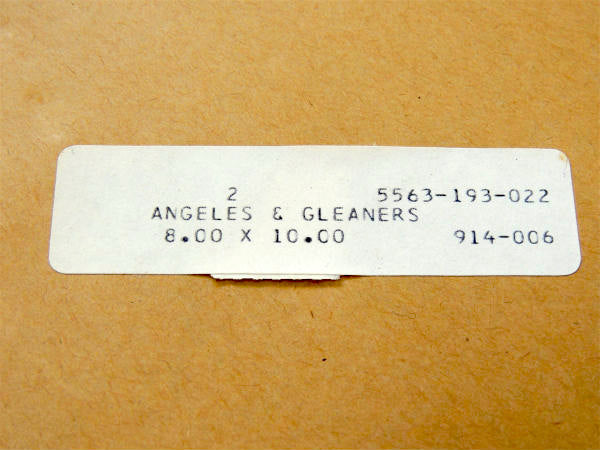 2 5563-193-022
ANGELES & GLEANERS
8.00 X 10.00 914-006